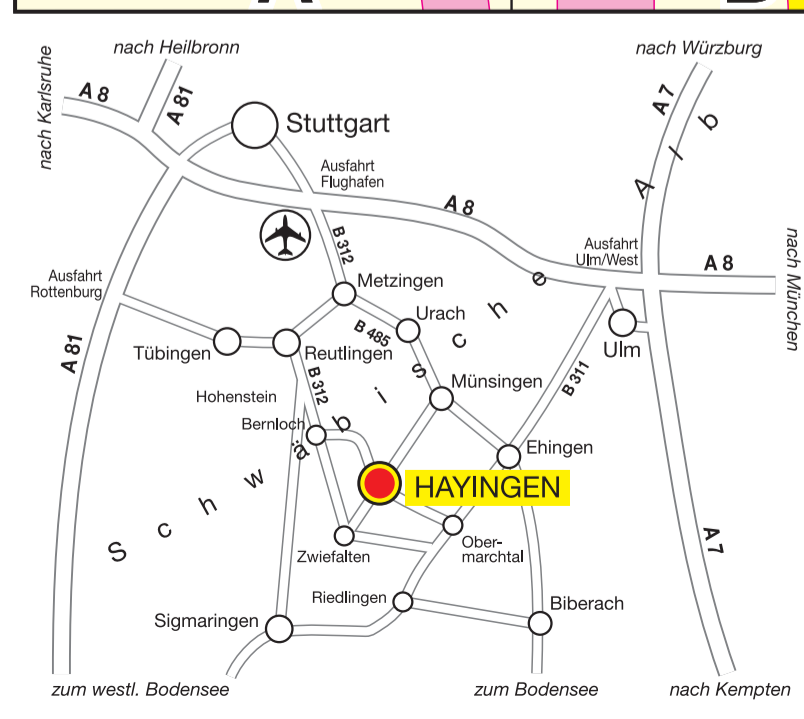 nach Heilbronn
nach Würzburg
nach Karlsruhe
A 8
A 81
A 7
Stuttgart
Ausfahrt
Flughafen
A 8
Schwäbische Alb
B 312
Ausfahrt
Ulm/West
A 8
nach München
Ausfahrt
Rottenburg
Metzingen
Urach
B 485
Tübingen
Reutlingen
Ulm
A 81
B 312
Münsingen
B 311
Hohenstein
Bernloch
Ehingen
HAYINGEN
Zwiefalten
Ober-
marchtal
A 7
Riedlingen
Biberach
Sigmaringen
zum westl. Bodensee
zum Bodensee
nach Kempten